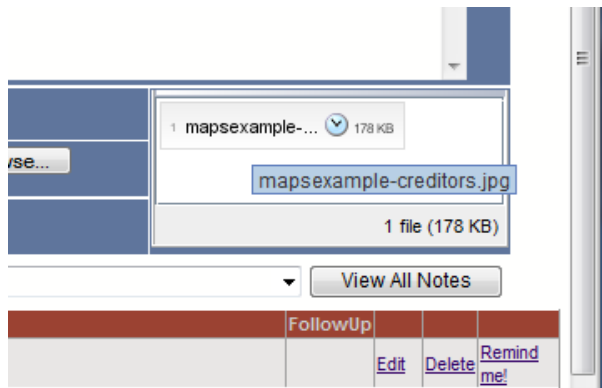 1 mapsexample-... 178 KB
wse...
mapsexample-creditors.jpg
1 file (178 KB)
View All Notes
FollowUp
Edit Delete Remind me!